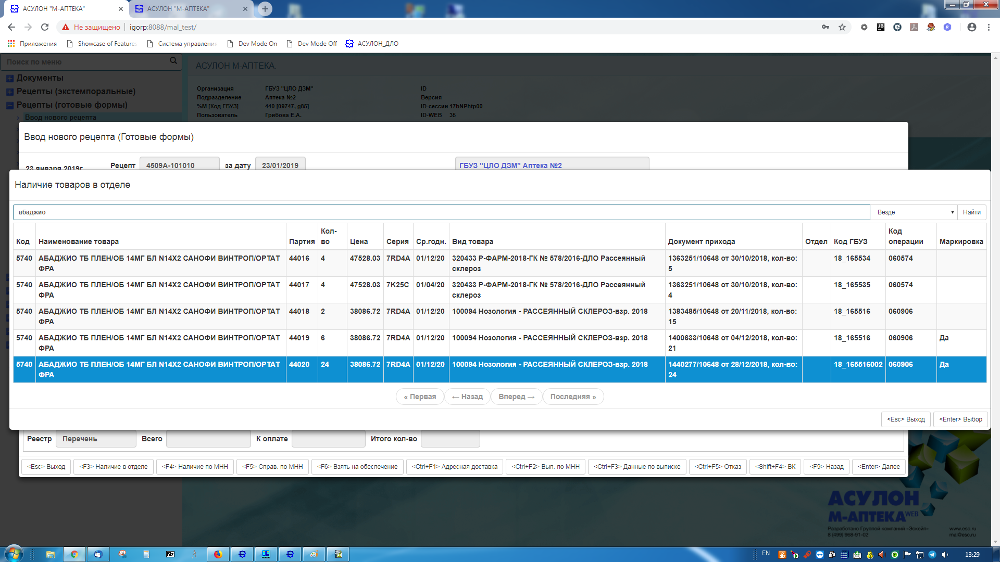 АСУЛОН "М-АПТЕКА"
АСУЛОН "М-АПТЕКА"
Не защищено
igorp:8088/mal_test/
Приложения
Showcase of Features
Система управлени
Dev Mode On
Dev Mode Off
АСУЛОН_ДЛО
Поиск по меню
Документы
Рецепты (экстемпоральные)
Рецепты (готовые формы)
Ввод нового рецепта
АСУЛОН М-АПТЕКА.
Организация ГБУЗ "ЦЛО ДЗМ" ID
Подразделение Аптека №2 Версия
%М [Код ГБУЗ] 440 [09747, g85] ID-сессии 17bNPhtp00
Пользователь Грибова Е.А. ID-WEB 35
Ввод нового рецепта (Готовые формы)
23 января 2019г Рецепт 4509А-101010 за дату 23/01/2019 ГБУЗ "ЦЛО ДЗМ" Аптека №2
Наличие товаров в отделе
абаджио Везде Найти
Код Наименование товара Партия Кол-во Цена Серия Ср.годн. Вид товара Документ прихода Отдел Код ГБУЗ Код операции Маркировка
5740 АБАДЖИО ТБ ПЛЕН/ОБ 14МГ БЛ N14X2 САНОФИ ВИНТРОП/ОРТАТ 44016 4 47528.03 7RD4A 01/12/20 320433 Р-ФАРМ-2018-ГК № 578/2016-ДЛО Рассеянный 1363251/10648 от 30/10/2018, кол-во: 18_165534 060574
ФРА склероз 5
5740 АБАДЖИО ТБ ПЛЕН/ОБ 14МГ БЛ N14X2 САНОФИ ВИНТРОП/ОРТАТ 44017 4 47528.03 7K25C 01/04/20 320433 Р-ФАРМ-2018-ГК № 578/2016-ДЛО Рассеянный 1363251/10648 от 30/10/2018, кол-во: 18_165535 060574
ФРА склероз 4
5740 АБАДЖИО ТБ ПЛЕН/ОБ 14МГ БЛ N14X2 САНОФИ ВИНТРОП/ОРТАТ 44018 2 38086.72 7RD4A 01/12/20 100094 Нозология - РАССЕЯННЫЙ СКЛЕРОЗ-взр. 2018 1383485/10648 от 20/11/2018, кол-во: 18_165516 060906
ФРА 15
5740 АБАДЖИО ТБ ПЛЕН/ОБ 14МГ БЛ N14X2 САНОФИ ВИНТРОП/ОРТАТ 44019 6 38086.72 7RD4A 01/12/20 100094 Нозология - РАССЕЯННЫЙ СКЛЕРОЗ-взр. 2018 1400633/10648 от 04/12/2018, кол-во: 18_165516 060906 Да
ФРА 21
5740 АБАДЖИО ТБ ПЛЕН/ОБ 14МГ БЛ N14X2 САНОФИ ВИНТРОП/ОРТАТ 44020 24 38086.72 7RD4A 01/12/20 100094 Нозология - РАССЕЯННЫЙ СКЛЕРОЗ-взр. 2018 1440277/10648 от 28/12/2018, кол-во: 18_165516002 060906 Да
ФРА 24
« Первая ← Назад Вперед → Последняя »
<Esc> Выход <Enter> Выбор
Реестр Перечень Всего К оплате Итого кол-во
<Esc> Выход <F3> Наличие в отделе <F4> Наличие по МНН <F5> Справ. по МНН <F6> Взять на обеспечение <Ctrl+F1> Адресная доставка <Ctrl+F2> Вып. по МНН <Ctrl+F3> Данные по выписке <Ctrl+F5> Отказ <Shift+F4> ВК <F9> Назад <Enter> Далее
АСУЛОН
М-АПТЕКА WEB
Разработано Группой компаний «Эскейп» www.esc.ru
8 (499) 968-91-02 mal@esc.ru
EN 13:29